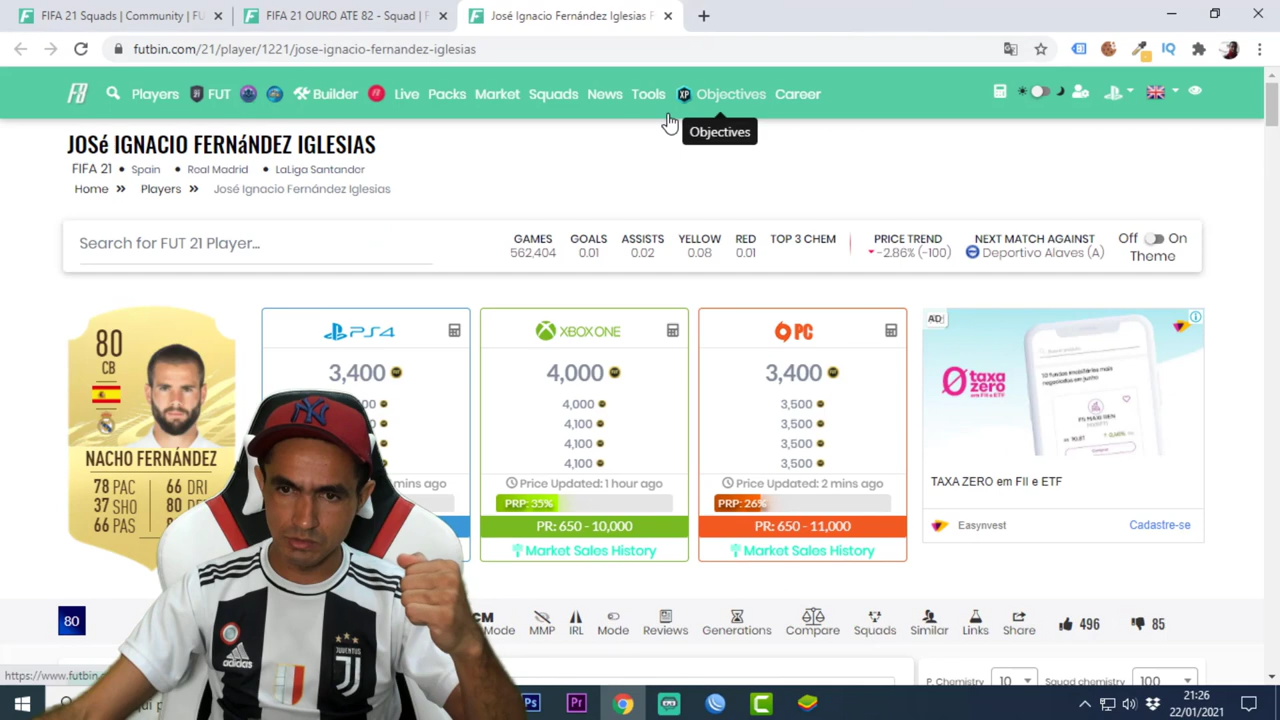 FIFA 21 Squads | Community | FU
FIFA 21 OURO ATE 82 - Squad | F
José Ignacio Fernández Iglesias F
futbin.com/21/player/1221/jose-ignacio-fernandez-iglesias
Players FUT Builder Live Packs Market Squads News Tools XP Objectives Career
Objectives
JOSé IGNACIO FERNáNDEZ IGLESIAS
FIFA 21 • Spain • Real Madrid • LaLiga Santander
Home » Players » José Ignacio Fernández Iglesias
Search for FUT 21 Player...
GAMES GOALS ASSISTS YELLOW RED TOP 3 CHEM PRICE TREND NEXT MATCH AGAINST Off On
562,404 0.01 0.02 0.08 0.01 -2.86% (-100) Deportivo Alaves (A) Theme
80
CB
NACHO FERNÁNDEZ
78 PAC 66 DRI
37 SHO 80
66 PAS
PS4
3,400
mins ago
XBOX ONE
4,000
4,000
4,100
4,100
4,100
Price Updated: 1 hour ago
PRP: 35%
PR: 650 - 10,000
Market Sales History
PC
3,400
3,500
3,500
3,500
3,500
Price Updated: 2 mins ago
PRP: 26%
PR: 650 - 11,000
Market Sales History
AD
taxa
zero
em FII e ETF
TAXA ZERO em FII e ETF
Easynvest Cadastre-se
80
CM
Mode MMP IRL Mode Reviews Generations Compare Squads Similar Links Share 496 85
P. Chemistry 10 Squad chemistry 100
https://www.futbin.c
21:26
22/01/2021